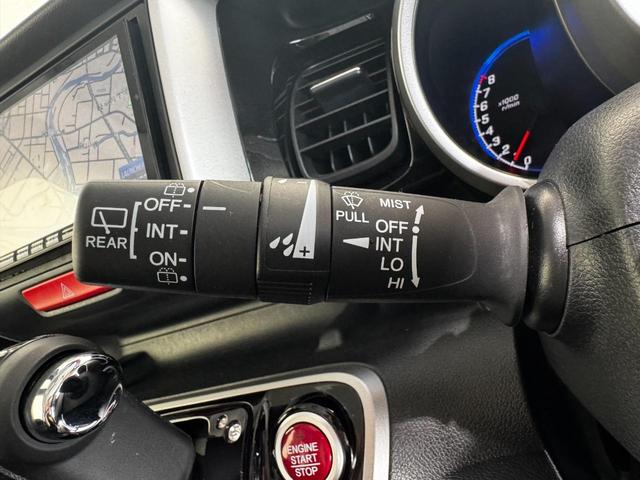 OFF
REAR
INT
ON
- +
PULL
MIST
OFF
INT
LO
HI
8
7
6
5
4
3
2
1
0
x1000
r/min
ENGINE
START
STOP